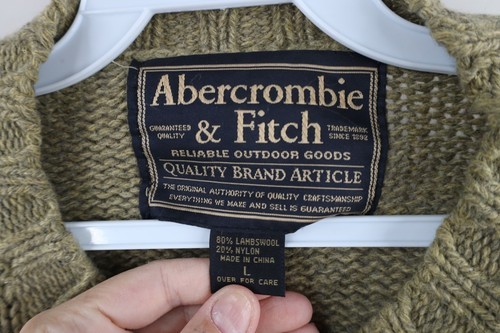 Abercrombie
GUARANTEED QUALITY & Fitch TRADEMARK SINCE 1892
RELIABLE OUTDOOR GOODS
QUALITY BRAND ARTICLE
THE ORIGINAL AUTHORITY OF QUALITY CRAFTSMANSHIP
EVERYTHING WE MAKE AND SELL IS GUARANTEED
80% LAMBSWOOL
20% NYLON
MADE IN CHINA
L
OVER FOR CARE